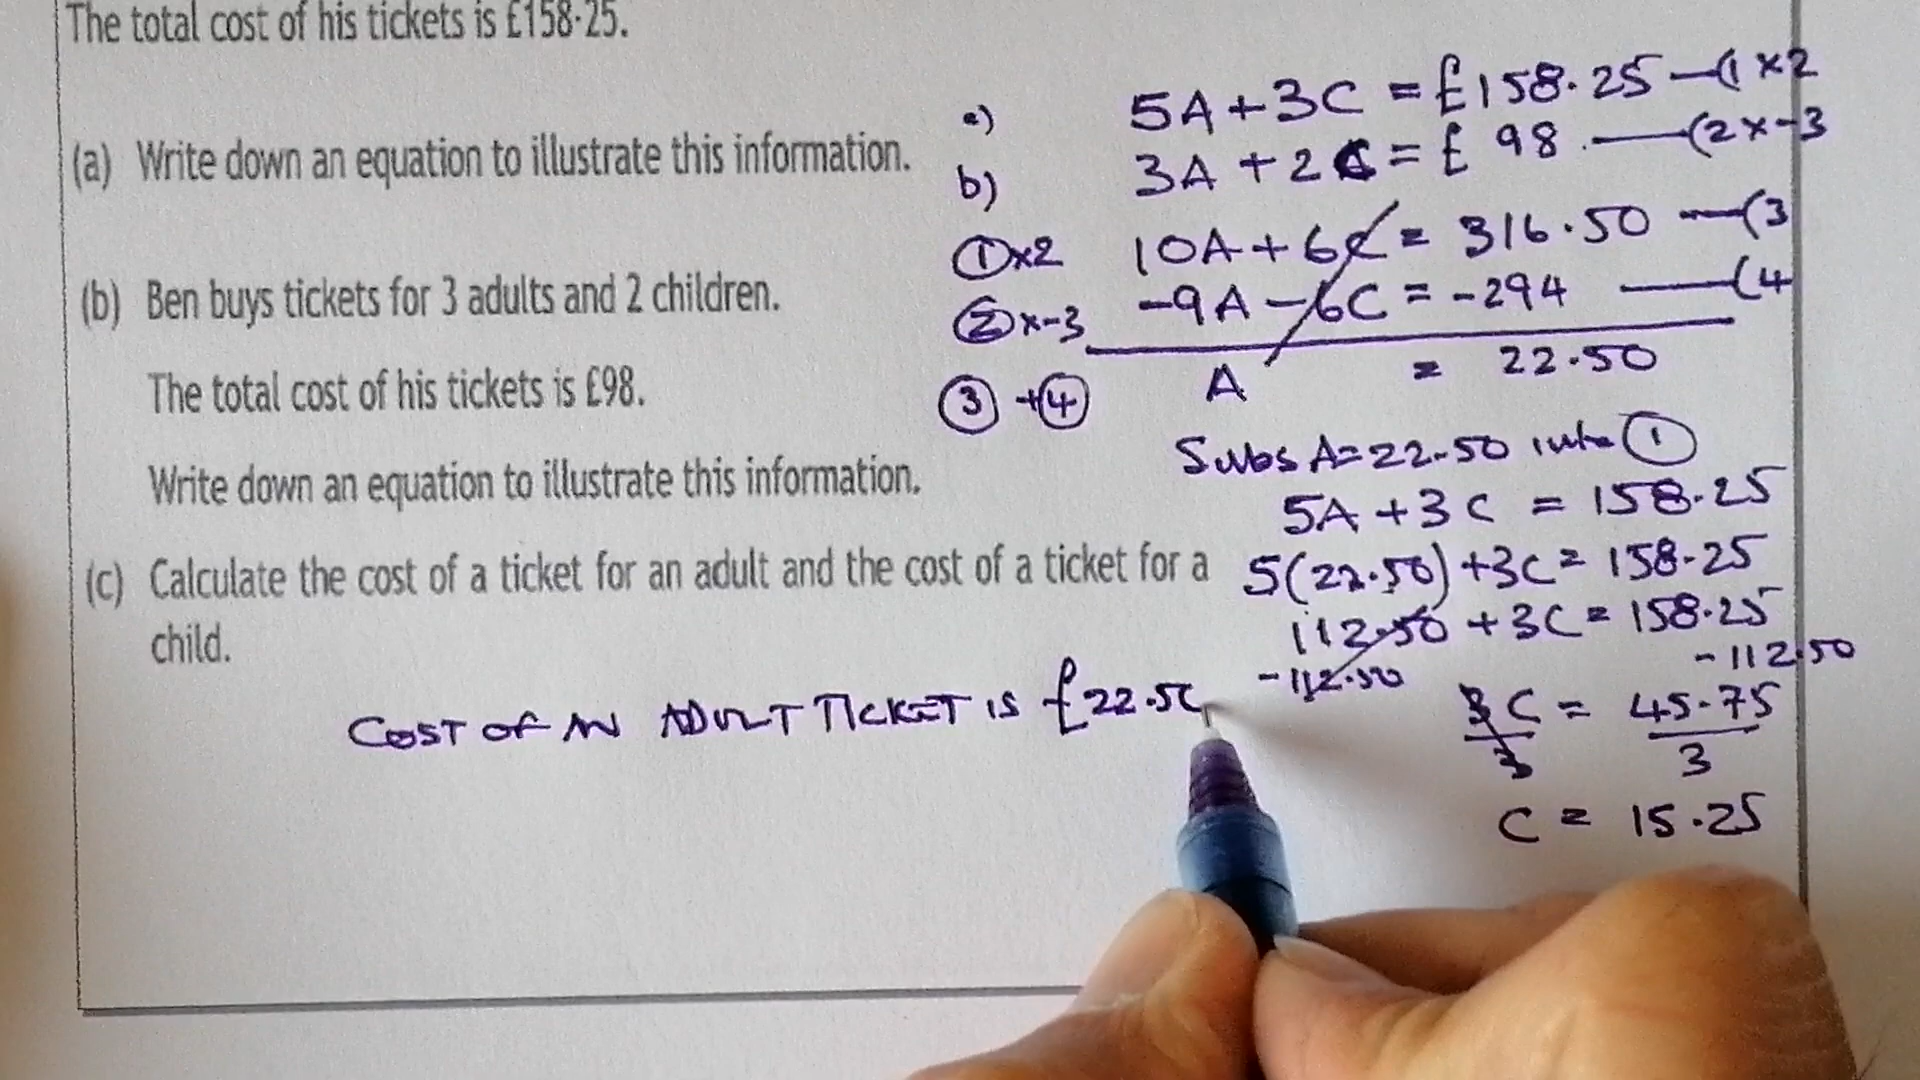 The total cost of his tickets is £158·25.
(a) Write down an equation to illustrate this information.
(b) Ben buys tickets for 3 adults and 2 children.
The total cost of his tickets is £98.
Write down an equation to illustrate this information.
(c) Calculate the cost of a ticket for an adult and the cost of a ticket for a
child.
COST OF AN ADULT TICKET IS £22.50
a) 5A + 3C = £158.25 —(1 ×2
b) 3A + 2C = £ 98 . —(2 ×-3
①×2 10A + 6C = 316.50 —(3
②×-3 -9A - 6C = -294 —(4
③ + ④ A = 22.50
Subs A=22.50 into ①
5A + 3C = 158.25
5(22.50) + 3C = 158.25
112.50 + 3C = 158.25
-112.50 -112.50
3C = 45.75
3 3
C = 15.25